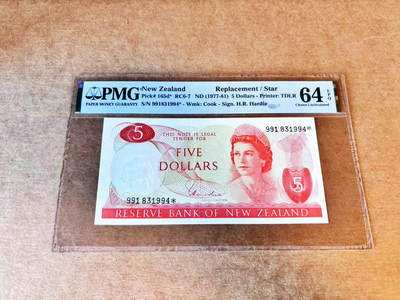 PMG
PAPER MONEY GUARANTY
New Zealand Replacement / Star
Pick# 165d* RC6-7 ND (1977-81) 5 Dollars - Printer: TDLR
S/N 991831994* - Wmk: Cook - Sign. H.R. Hardie
64 EPQ
Choice Uncirculated
5
THIS NOTE IS LEGAL
TENDER FOR
991 831994*
FIVE
DOLLARS
5
991 831994*
RESERVE BANK OF NEW ZEALAND